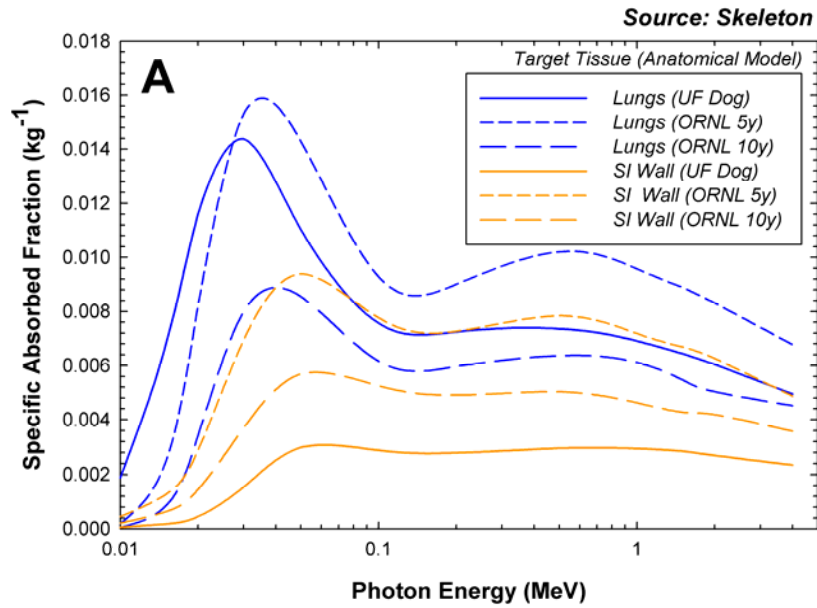 Source: Skeleton
A
Target Tissue (Anatomical Model)
Lungs (UF Dog)
Lungs (ORNL 5y)
Lungs (ORNL 10y)
SI Wall (UF Dog)
SI Wall (ORNL 5y)
SI Wall (ORNL 10y)
Specific Absorbed Fraction (kg⁻¹)
0.018
0.016
0.014
0.012
0.010
0.008
0.006
0.004
0.002
0.000
0.01 0.1 1
Photon Energy (MeV)